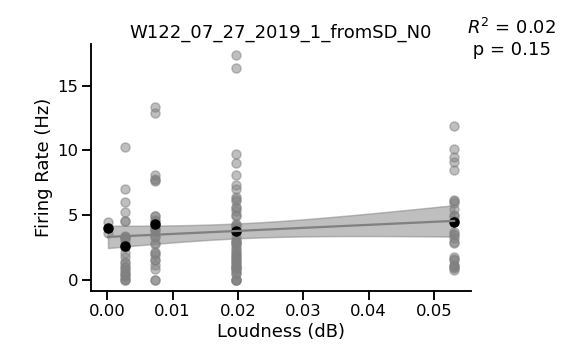 W122_07_27_2019_1_fromSD_N0
R² = 0.02
p = 0.15
Firing Rate (Hz)
15
10
5
0
0.00 0.01 0.02 0.03 0.04 0.05
Loudness (dB)